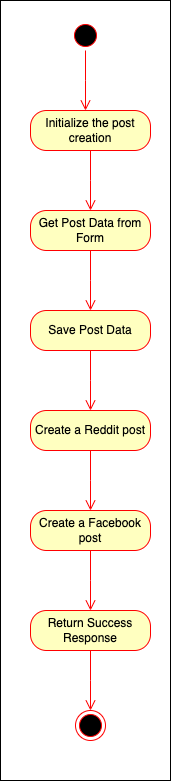 Initialize the post
creation
Get Post Data from
Form
Save Post Data
Create a Reddit post
Create a Facebook
post
Return Success
Response